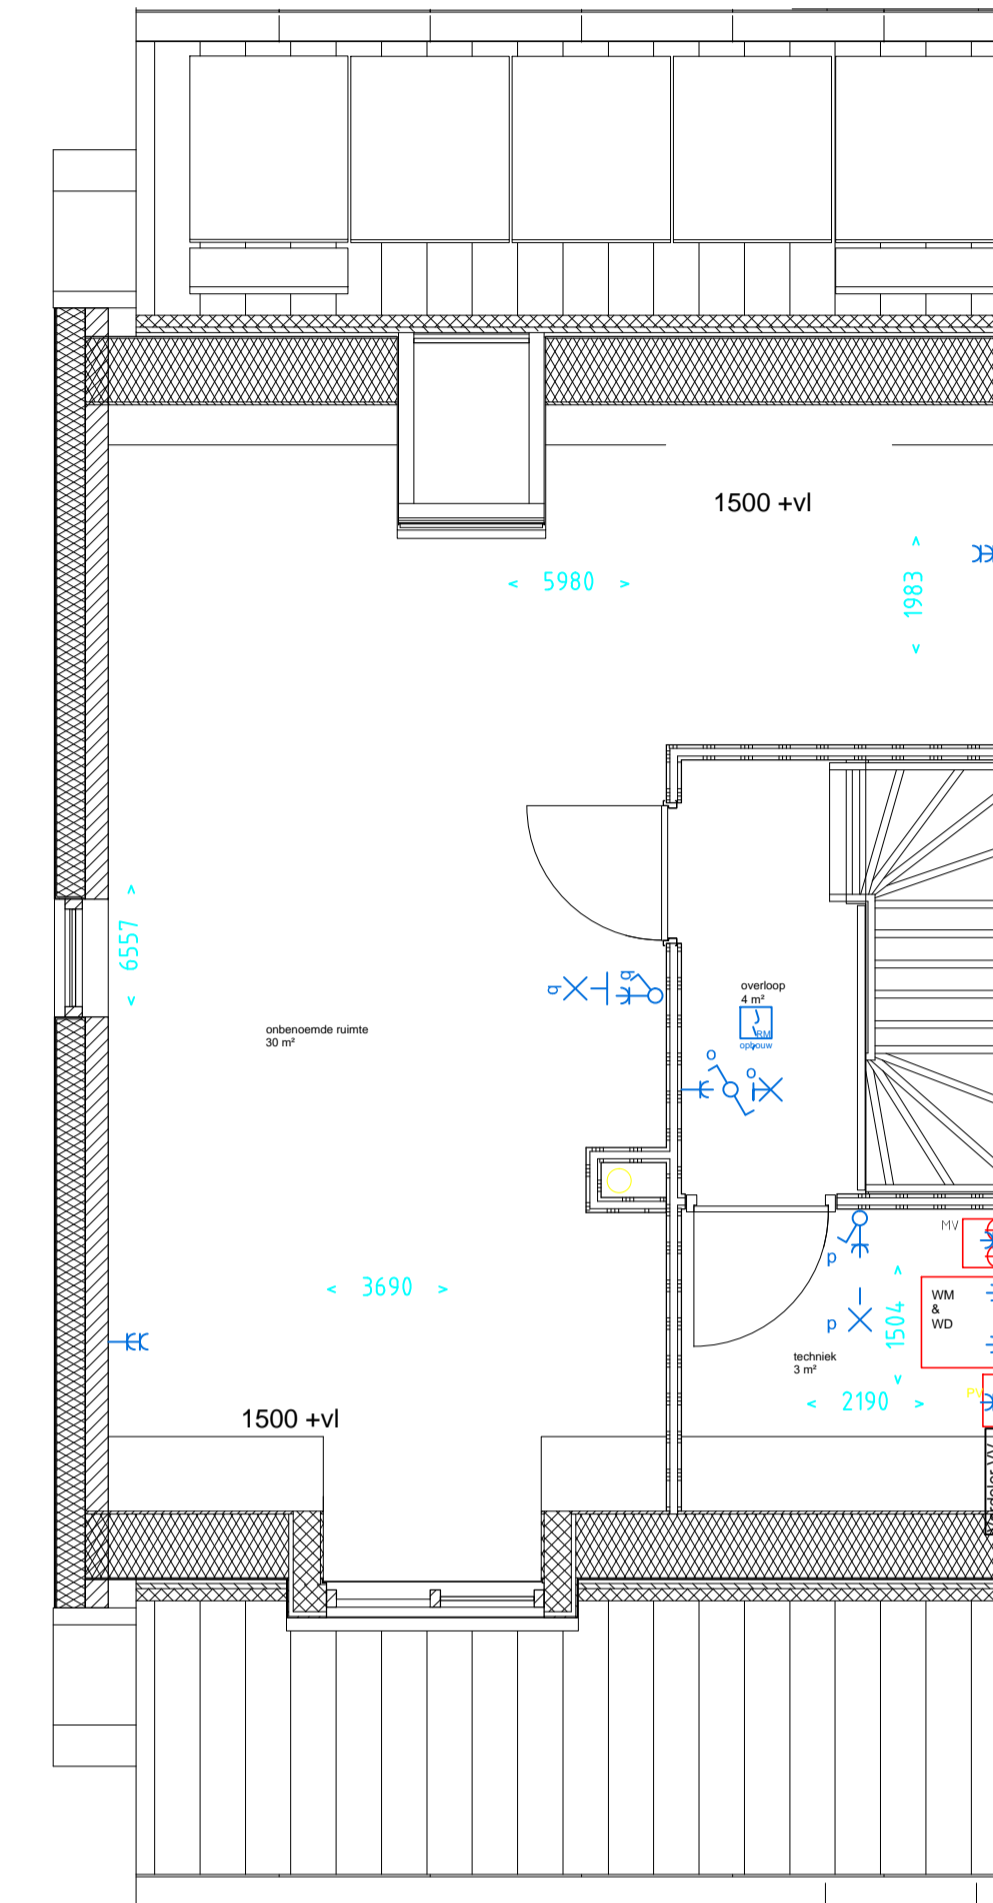 1500 +vl
5980
1983
6557
q
q
overloop
4 m²
RM
opbouw
onbenoemde ruimte
30 m²
o
o
MV
p
3690
WM
&
WD
p
1504
techniek
3 m²
2190
PV
1500 +vl